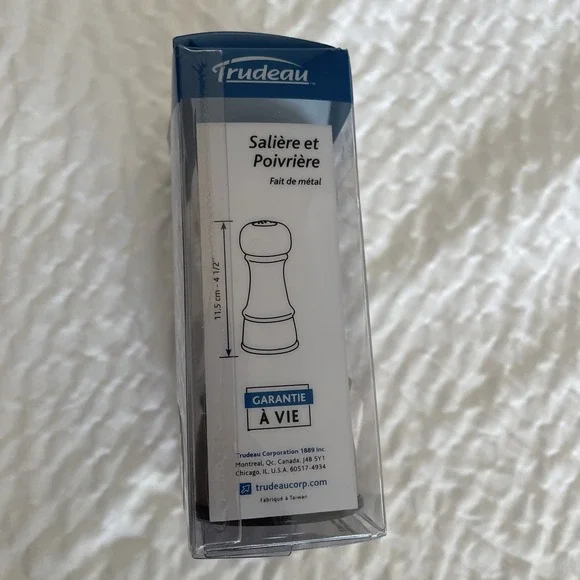 Trudeau™
Salière et
Poivrière
Fait de métal
11.5 cm - 4 1/2"
GARANTIE
À VIE
Trudeau Corporation 1889 Inc.
Montreal, Qc. Canada, J4B 5Y1
Chicago, IL, U.S.A. 60517-4934
trudeaucorp.com
Fabriqué à Taiwan